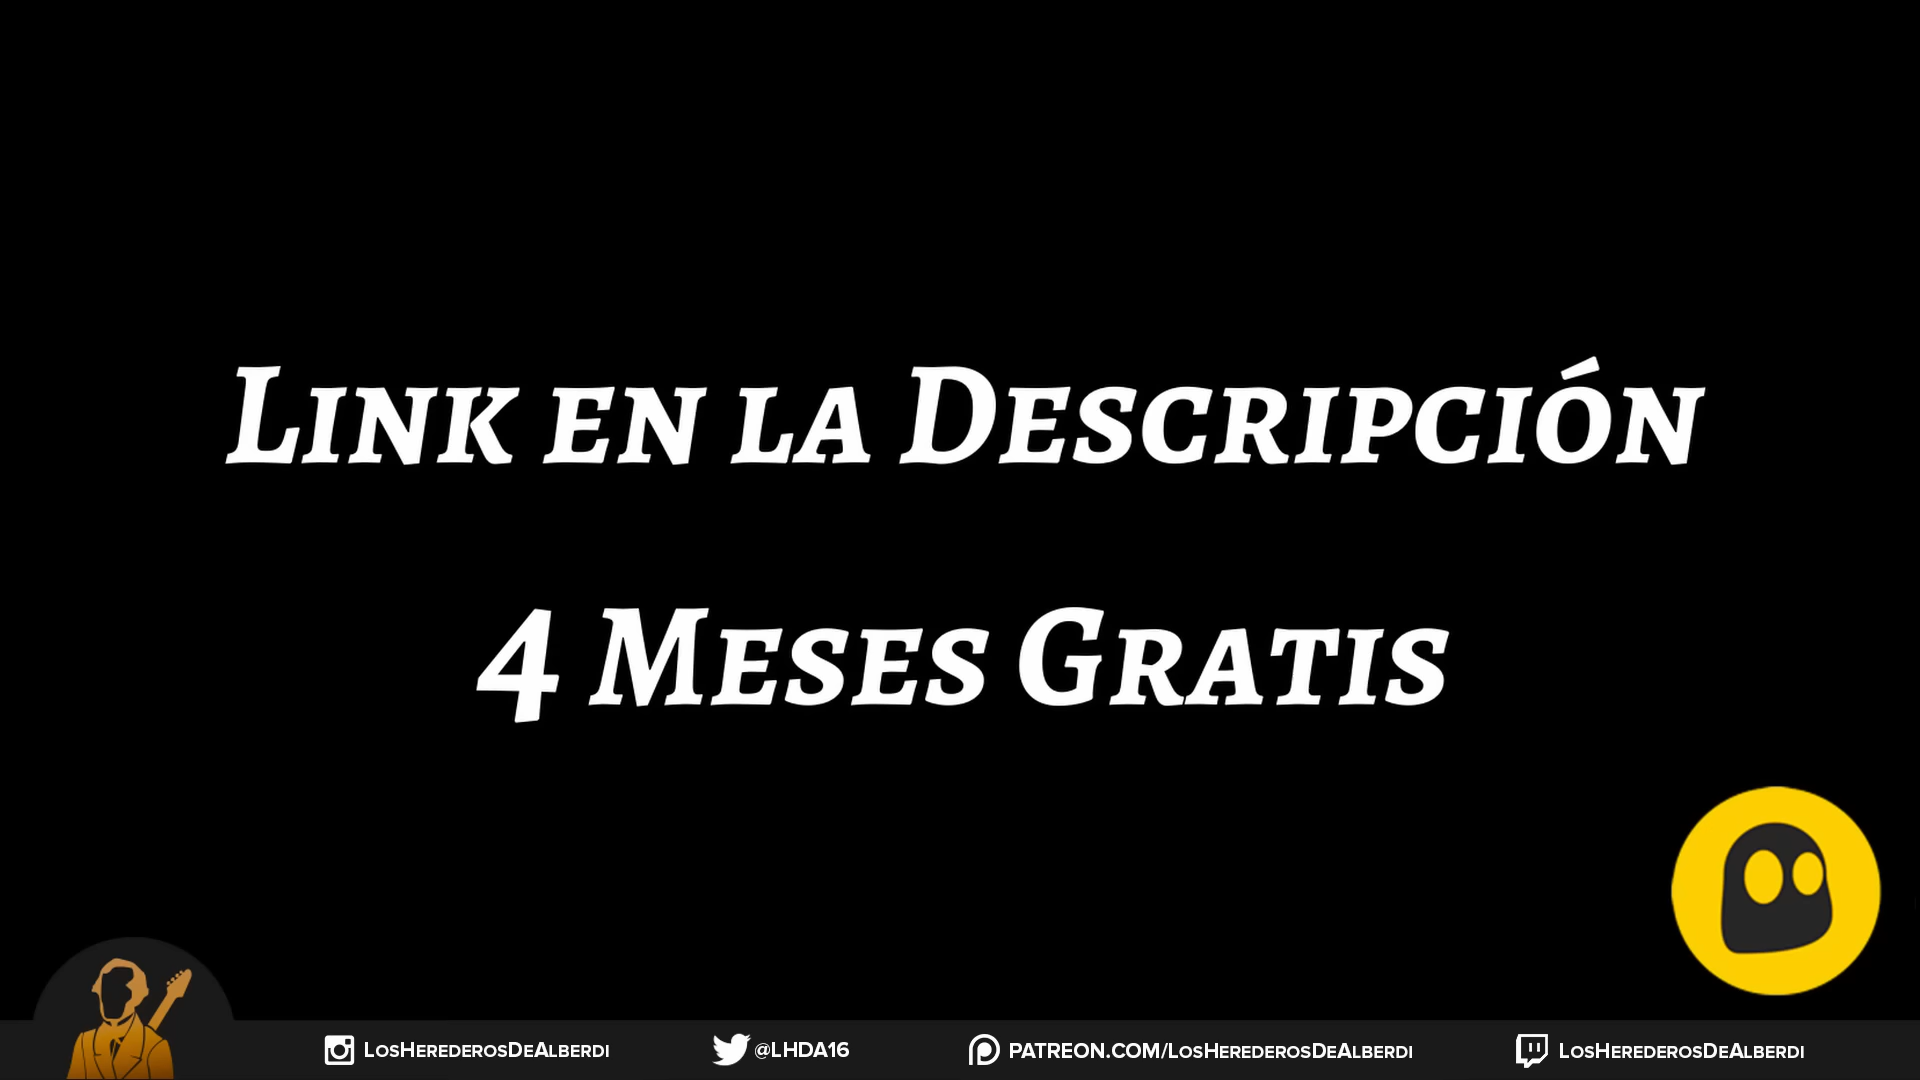 Link en la Descripción
4 Meses Gratis
LosHerederosDeAlberdi @LHDA16 PATREON.COM/LosHerederosDeAlberdi LosHerederosDeAlberdi